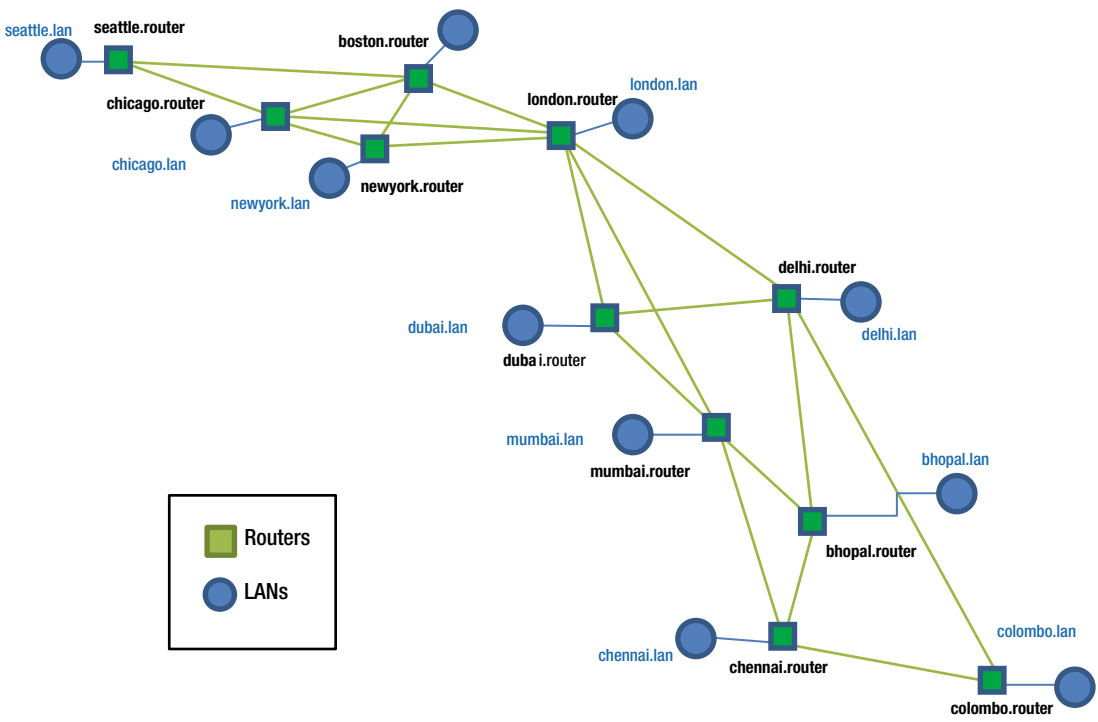 seattle.lan
seattle.router
boston.router
chicago.router
london.router
london.lan
chicago.lan
newyork.router
newyork.lan
delhi.router
dubai.lan
delhi.lan
dubai.router
mumbai.lan
mumbai.router
bhopal.lan
Routers
bhopal.router
LANs
colombo.lan
chennai.lan
chennai.router
colombo.router